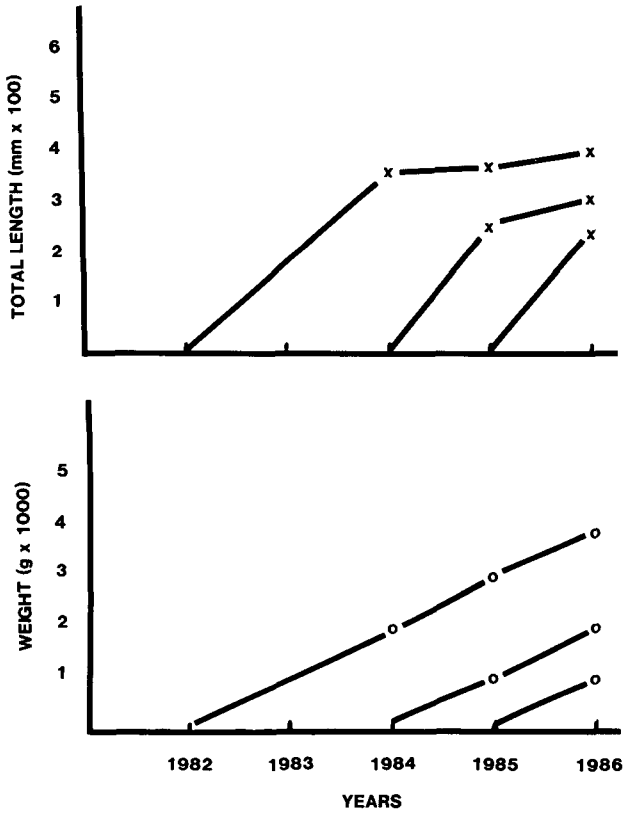 TOTAL LENGTH (mm x 100)
6
5
4
3
2
1
x
x
x
x
x
x
WEIGHT (g x 1000)
5
4
3
2
1
o
o
o
o
o
o
1982 1983 1984 1985 1986
YEARS